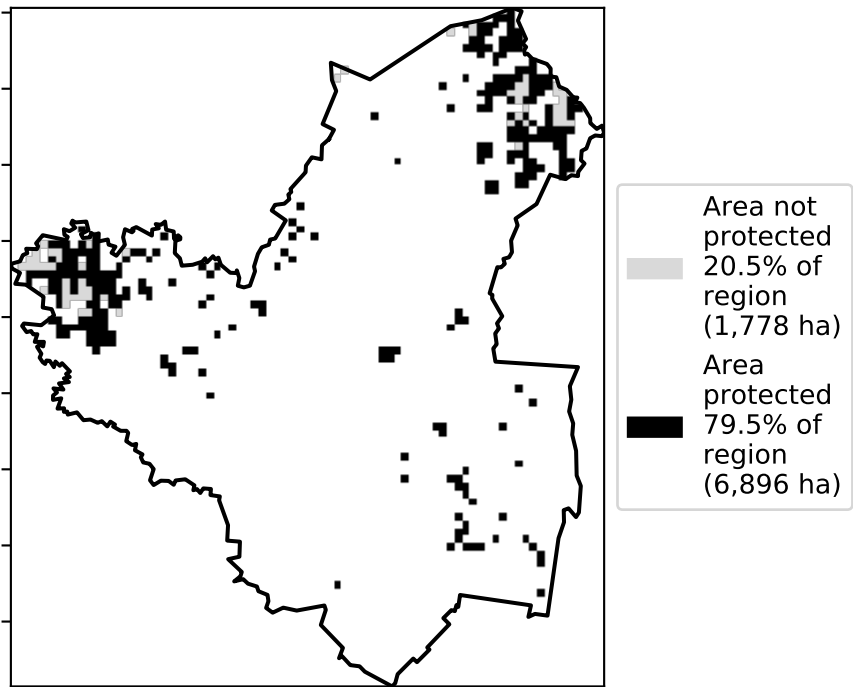 Area not
protected
20.5% of
region
(1,778 ha)
Area
protected
79.5% of
region
(6,896 ha)